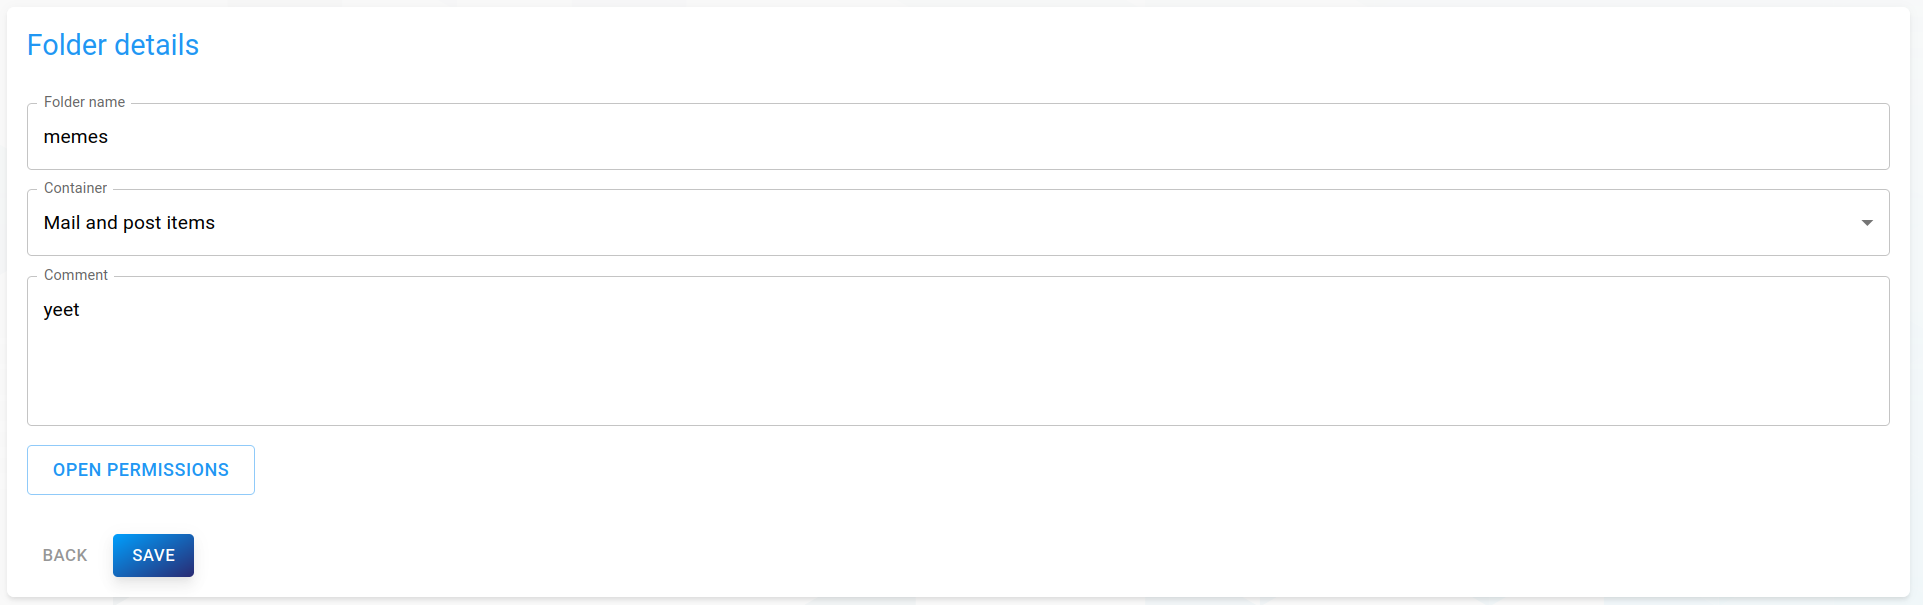 Folder details
Folder name
memes
Container
Mail and post items
Comment
yeet
OPEN PERMISSIONS
BACK SAVE